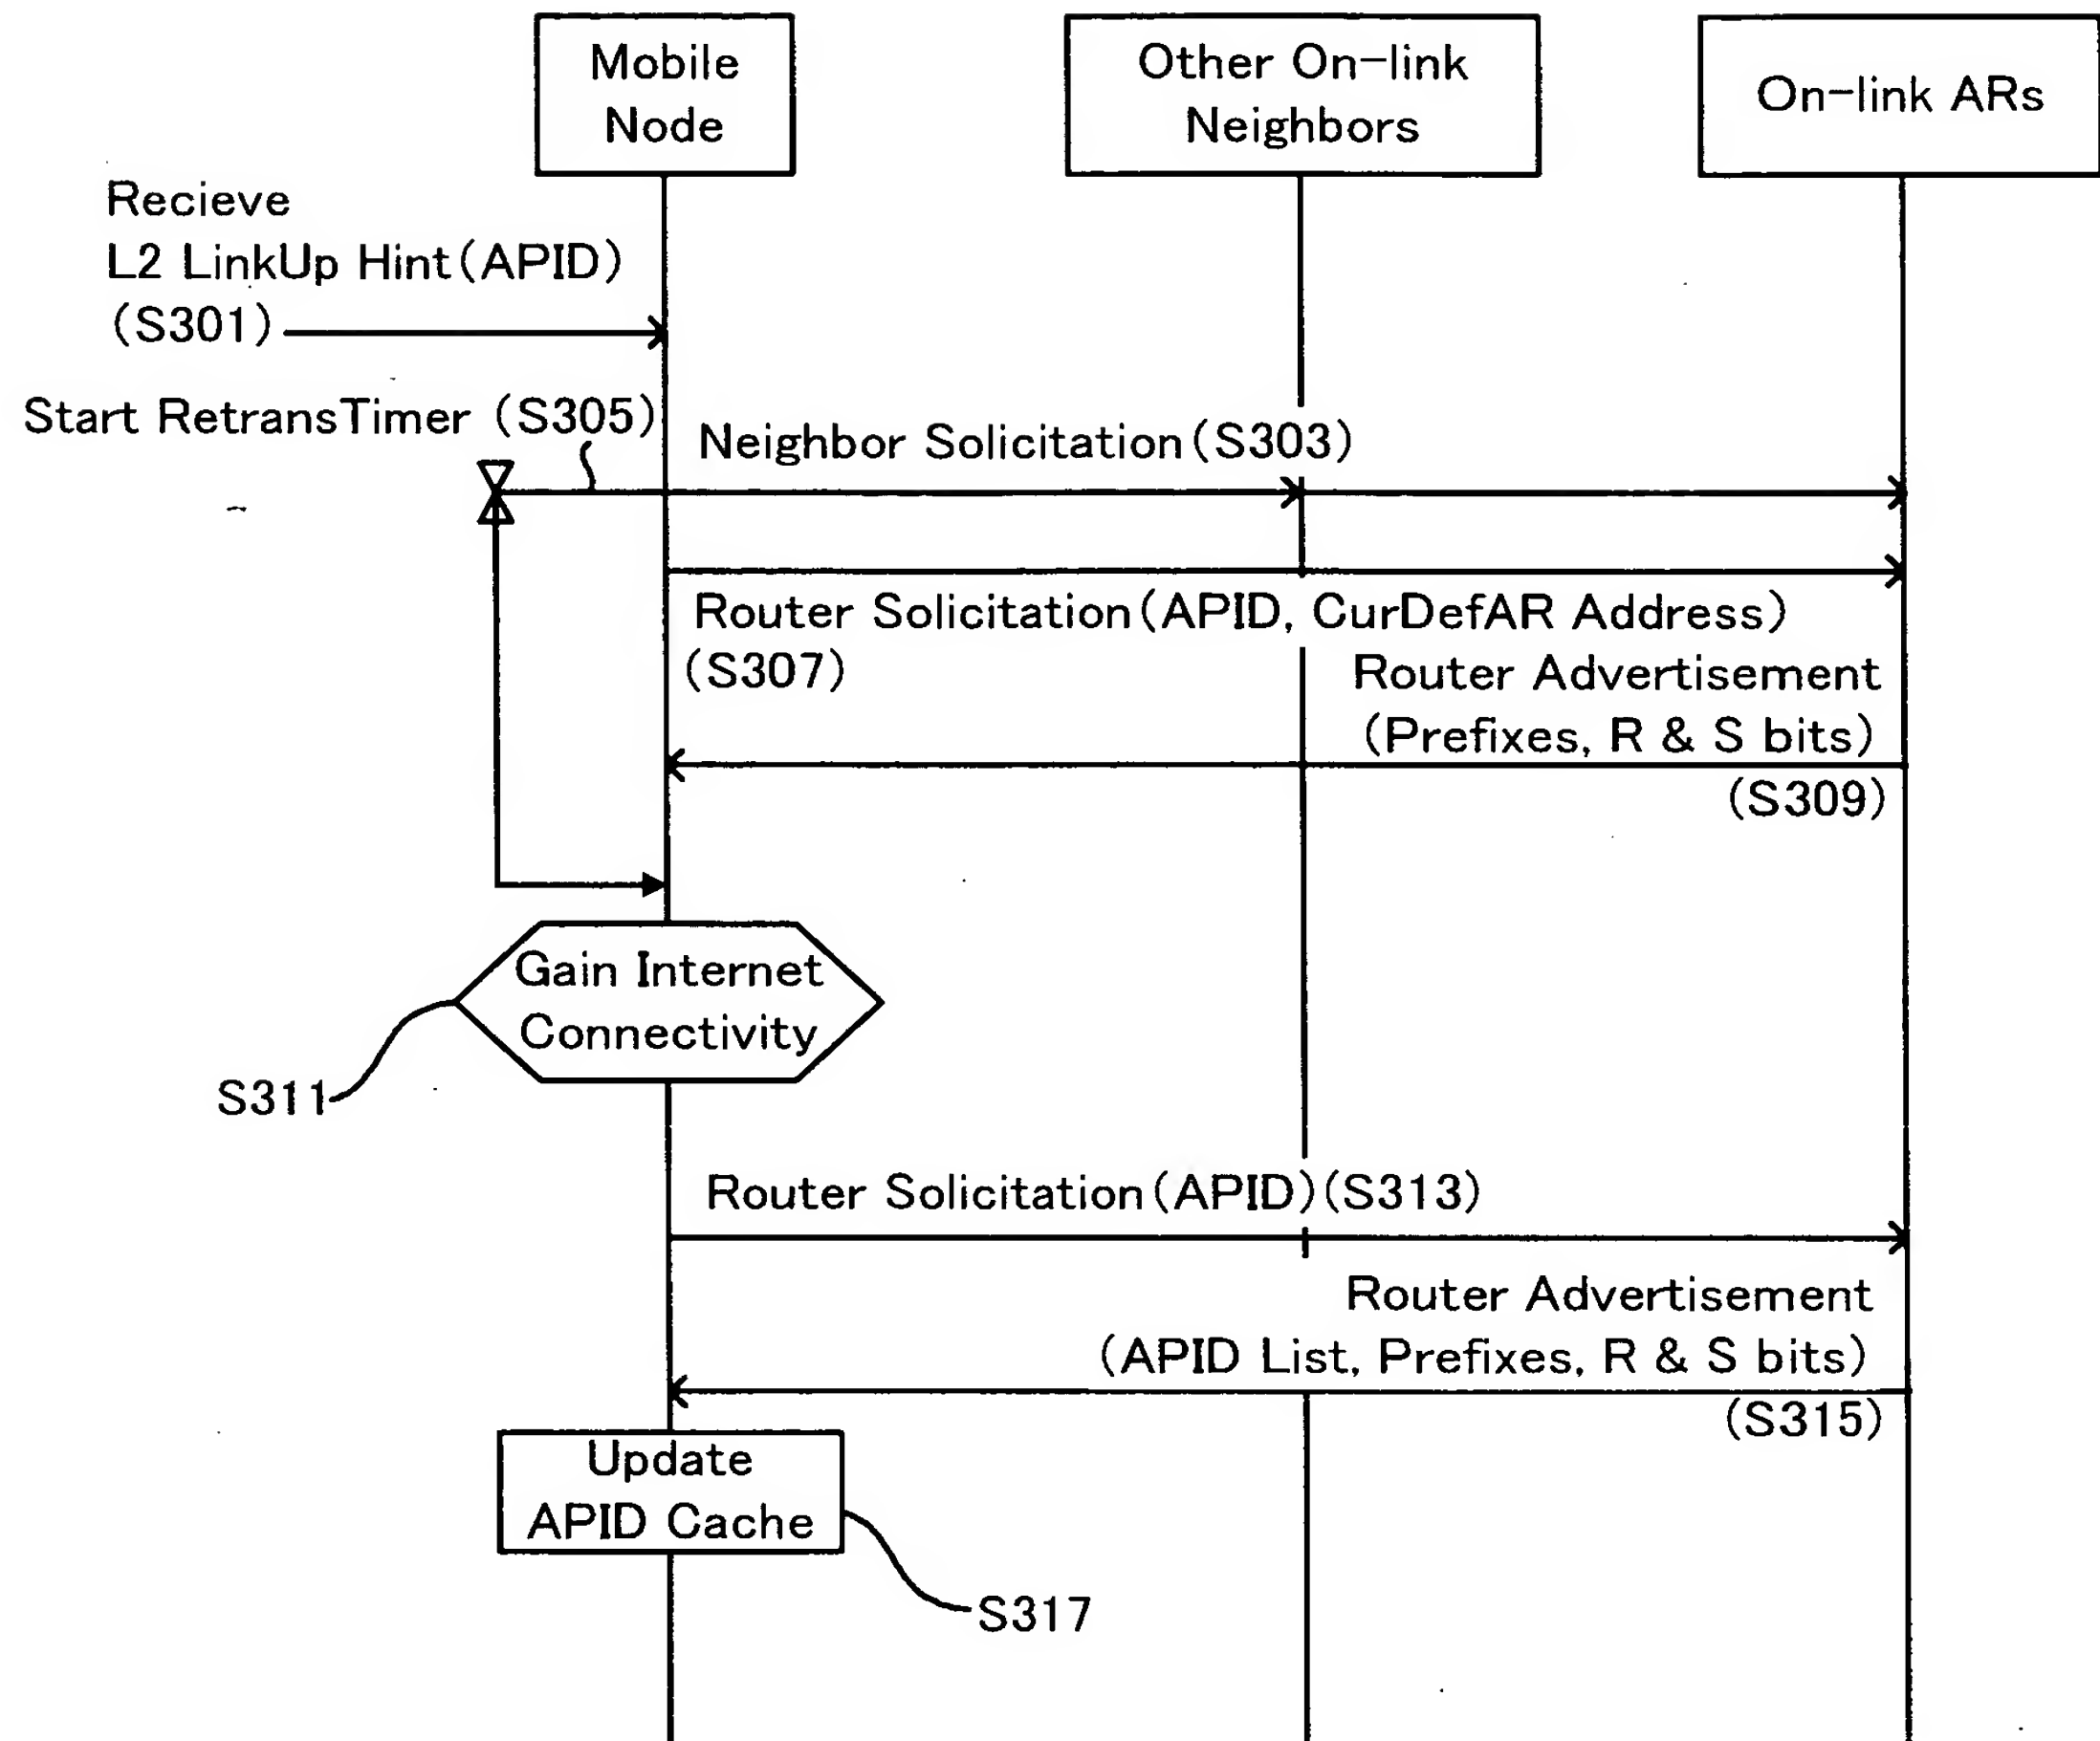 Mobile
Node
Other On-link
Neighbors
On-link ARs
Recieve
L2 LinkUp Hint(APID)
(S301)
Start RetransTimer (S305)
Neighbor Solicitation(S303)
Router Solicitation(APID, CurDefAR Address)
(S307)
Router Advertisement
(Prefixes, R & S bits)
(S309)
Gain Internet
Connectivity
S311
Router Solicitation(APID)(S313)
Router Advertisement
(APID List, Prefixes, R & S bits)
(S315)
Update
APID Cache
S317